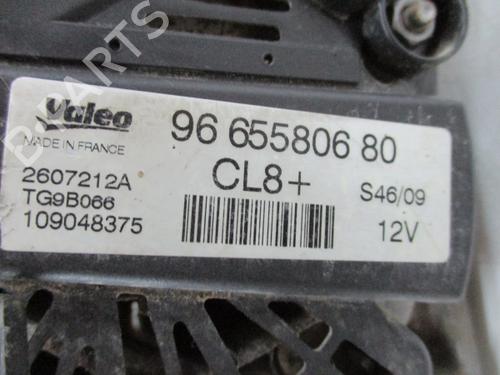 Valeo
MADE IN FRANCE
96 655806 80
CL8+
2607212A
TG9B066
109048375
S46/09
12V
B-PARTS